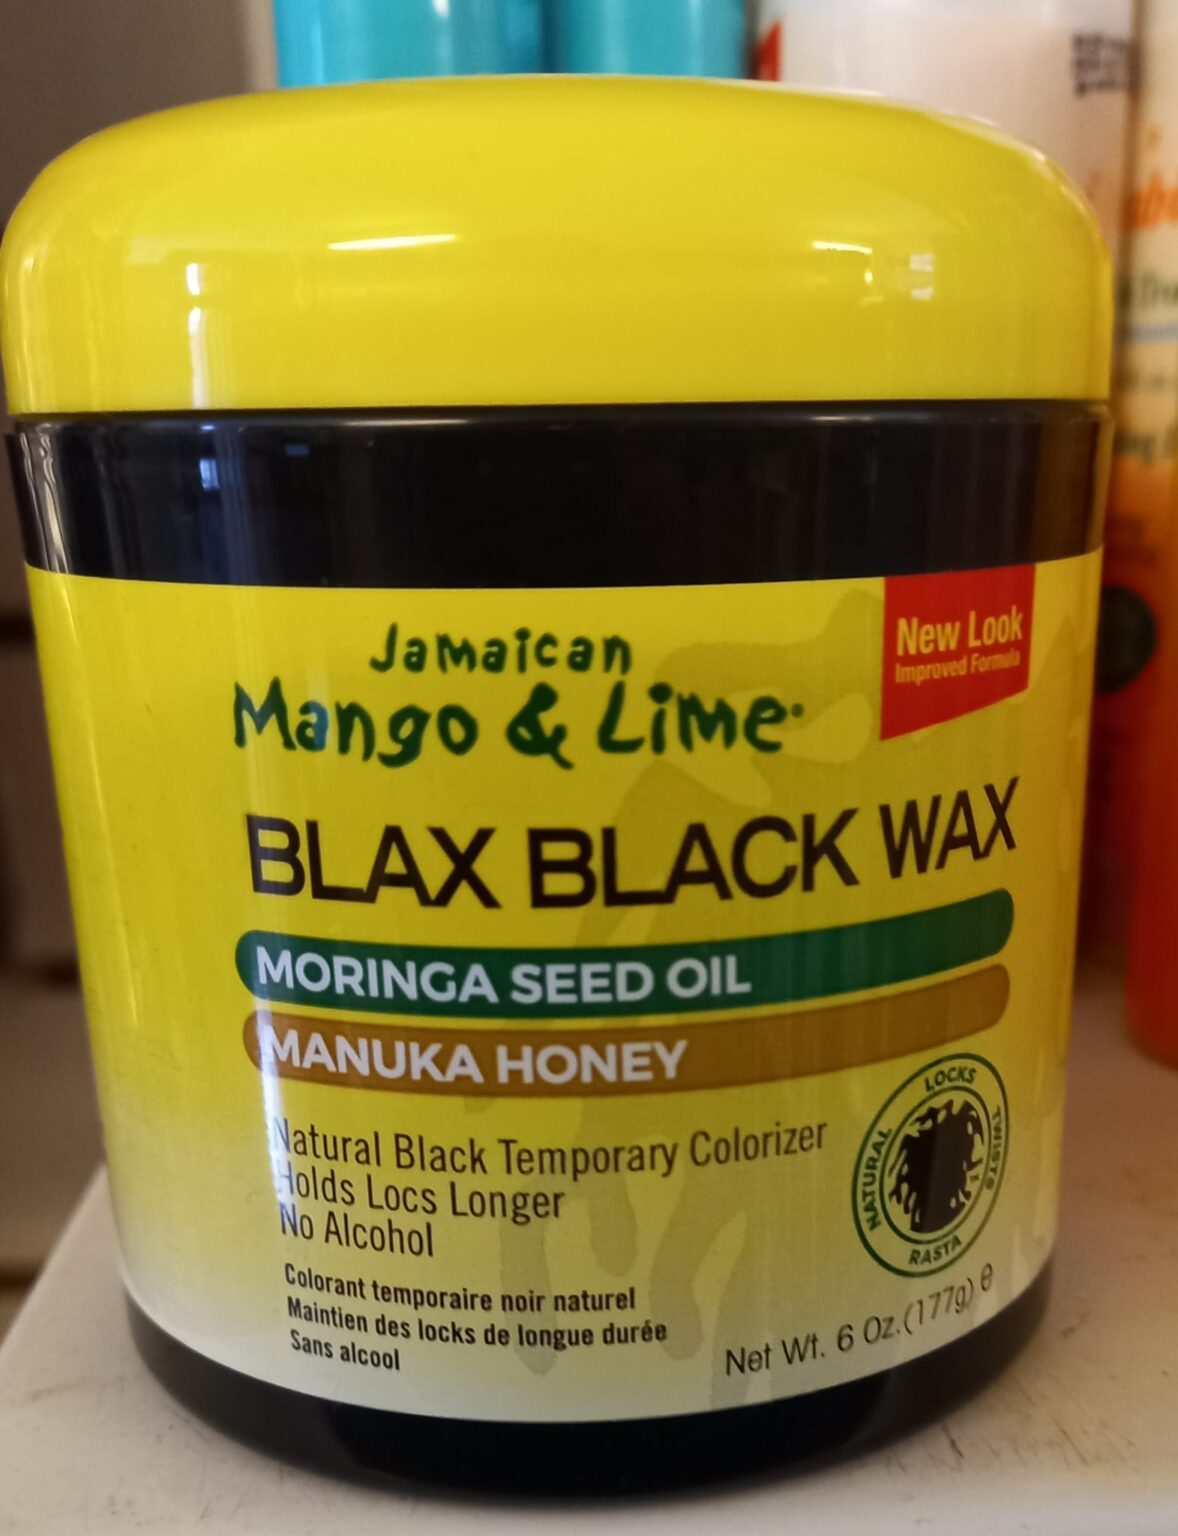 Jamaican
Mango & Lime
New Look
Improved Formula
BLAX BLACK WAX
MORINGA SEED OIL
MANUKA HONEY
Natural Black Temporary Colorizer
Holds Locs Longer
No Alcohol
LOCKS
TWISTS
RASTA
NATURAL
Colorant temporaire noir naturel
Maintien des locks de longue durée
Sans alcool
Net Wt. 6 Oz.(177g) e